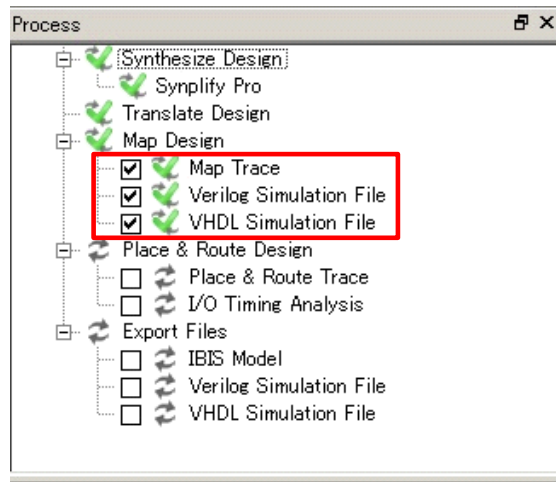 Process
Synthesize Design
Synplify Pro
Translate Design
Map Design
Map Trace
Verilog Simulation File
VHDL Simulation File
Place & Route Design
Place & Route Trace
I/O Timing Analysis
Export Files
IBIS Model
Verilog Simulation File
VHDL Simulation File